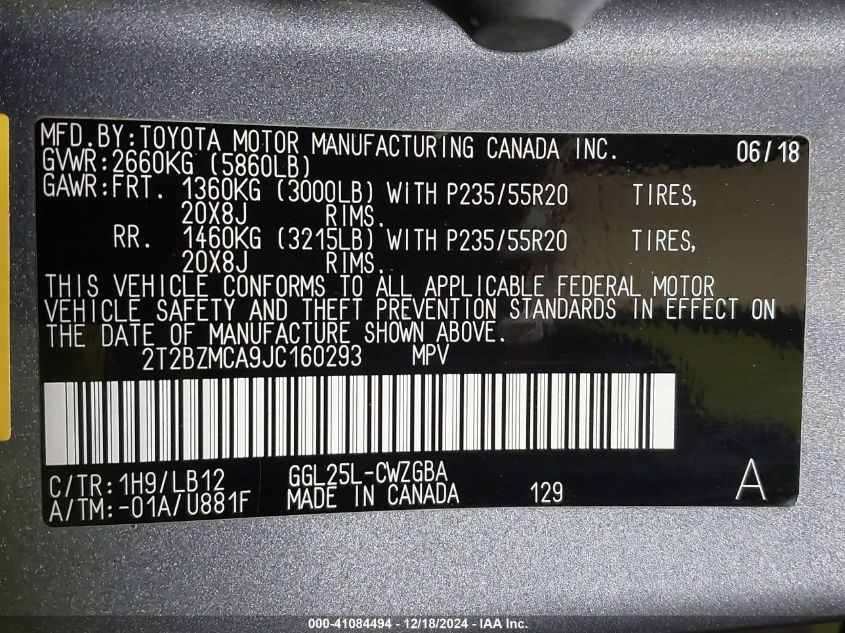 MFD.BY:TOYOTA MOTOR MANUFACTURING CANADA INC. 06/18
GVWR:2660KG (5860LB)
GAWR:FRT. 1360KG (3000LB) WITH P235/55R20 TIRES,
20X8J RIMS.
RR. 1460KG (3215LB) WITH P235/55R20 TIRES,
20X8J RIMS.
THIS VEHICLE CONFORMS TO ALL APPLICABLE FEDERAL MOTOR
VEHICLE SAFETY AND THEFT PREVENTION STANDARDS IN EFFECT ON
THE DATE OF MANUFACTURE SHOWN ABOVE.
2T2BZMCA9JC160293 MPV
C/TR:1H9/LB12 GGL25L-CWZGBA
A/TM:-01A/U881F MADE IN CANADA 129 A
000-41084494 - 12/18/2024 - IAA Inc.